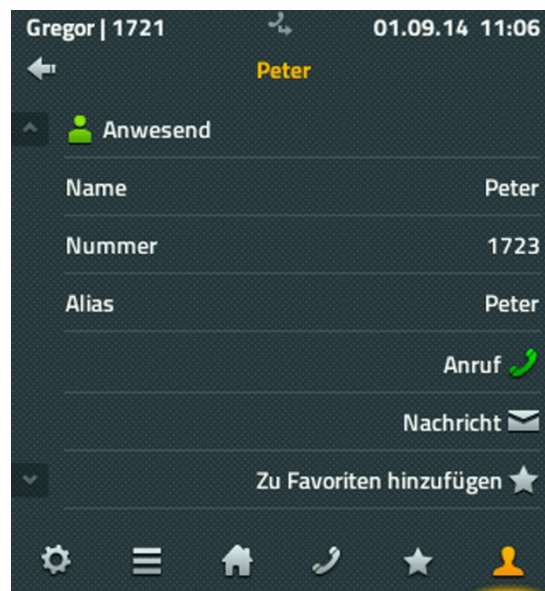 Gregor | 1721 01.09.14 11:06
Peter
Anwesend
Name Peter
Nummer 1723
Alias Peter
Anruf
Nachricht
Zu Favoriten hinzufügen